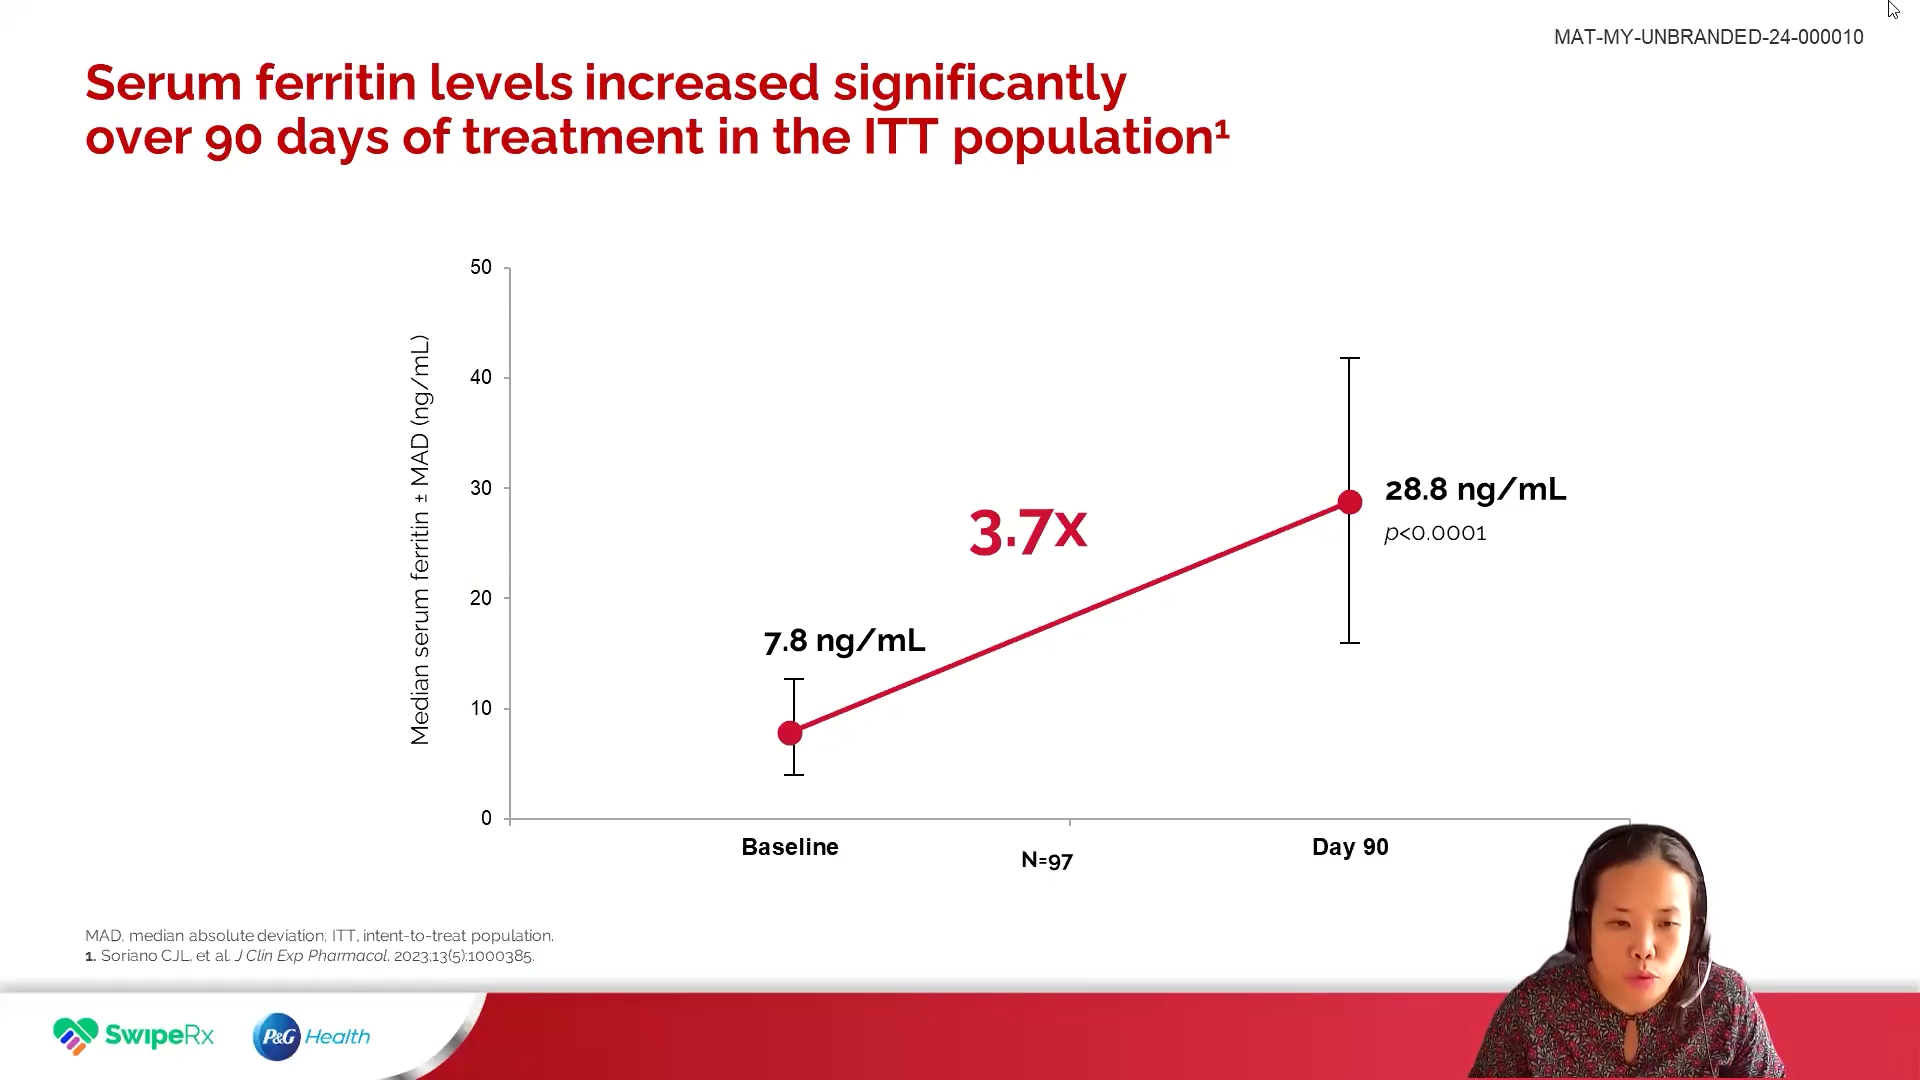 MAT-MY-UNBRANDED-24-000010
Serum ferritin levels increased significantly
over 90 days of treatment in the ITT population¹
Median serum ferritin ± MAD (ng/mL)
50
40
30
20
10
0
3.7x
28.8 ng/mL
p<0.0001
7.8 ng/mL
Baseline
N=97
Day 90
MAD, median absolute deviation; ITT, intent-to-treat population.
1. Soriano CJL, et al. J Clin Exp Pharmacol. 2023;13(5):1000385.
SwipeRx
P&G Health